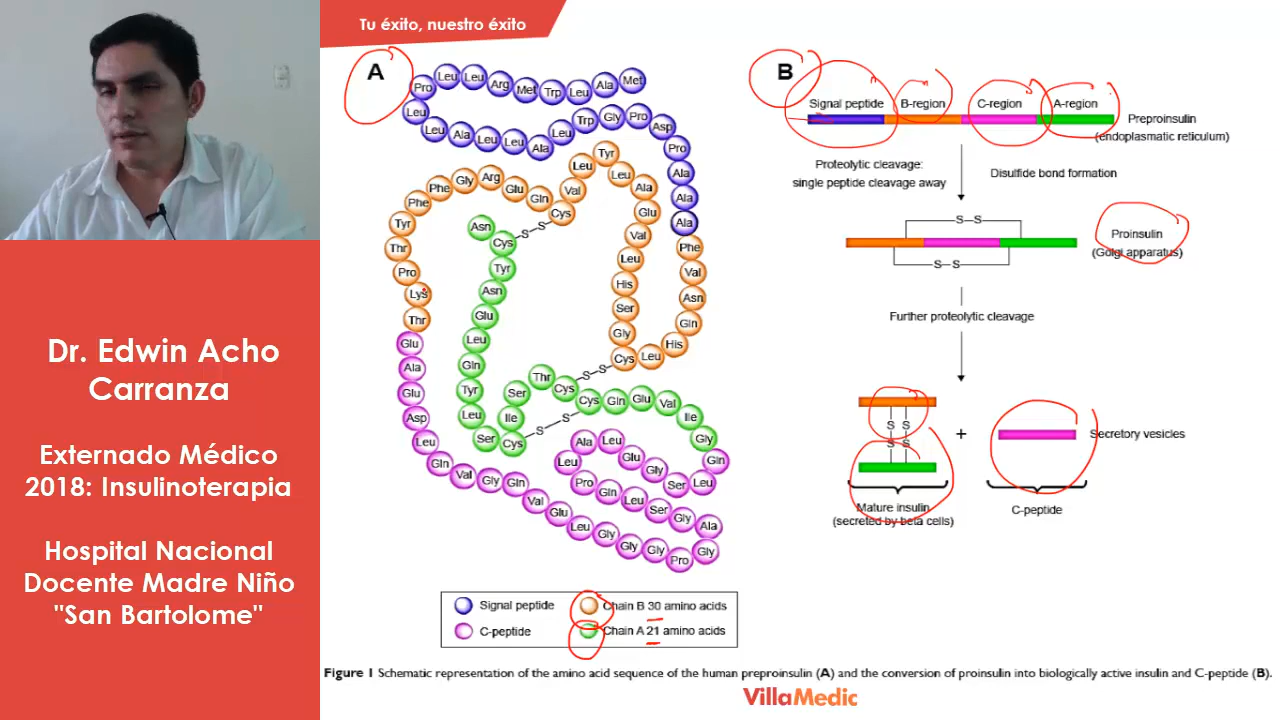 Tu éxito, nuestro éxito
Dr. Edwin Acho
Carranza
Externado Médico
2018: Insulinoterapia
Hospital Nacional
Docente Madre Niño
"San Bartolome"
A
Met
Ala
Leu
Trp
Met
Arg
Leu
Leu
Pro
Leu
Leu
Ala
Leu
Leu
Ala
Leu
Trp
Gly
Pro
Asp
Pro
Ala
Ala
Ala
Phe
Val
Asn
Gln
His
Leu
Cys
Gly
Ser
His
Leu
Val
Glu
Ala
Leu
Tyr
Leu
Val
Cys
Gln
Glu
Arg
Gly
Phe
Phe
Tyr
Thr
Pro
Lys
Thr
Glu
Ala
Glu
Asp
Leu
Gln
Val
Gly
Gln
Val
Glu
Leu
Gly
Gly
Gly
Pro
Gly
Ala
Gly
Ser
Leu
Gln
Pro
Leu
Ala
Leu
Glu
Gly
Ser
Leu
Gln
Gly
Ile
Val
Glu
Gln
Cys
Cys
Thr
Ser
Ile
Cys
Ser
Leu
Tyr
Gln
Leu
Glu
Asn
Tyr
Cys
Asn
S S
S S
S S
Signal peptide
Chain B 30 amino acids
C-peptide
Chain A 21 amino acids
B
Signal peptide
B-region
C-region
A-region
Preproinsulin
(endoplasmatic reticulum)
Proteolytic cleavage:
single peptide cleavage away
Disulfide bond formation
S–S
Proinsulin
(Golgi apparatus)
S–S
Further proteolytic cleavage
S S
S S
+
Secretory vesicles
Mature insulin
(secreted by beta cells)
C-peptide
Figure 1 Schematic representation of the amino acid sequence of the human preproinsulin (A) and the conversion of proinsulin into biologically active insulin and C-peptide (B).
VillaMedic